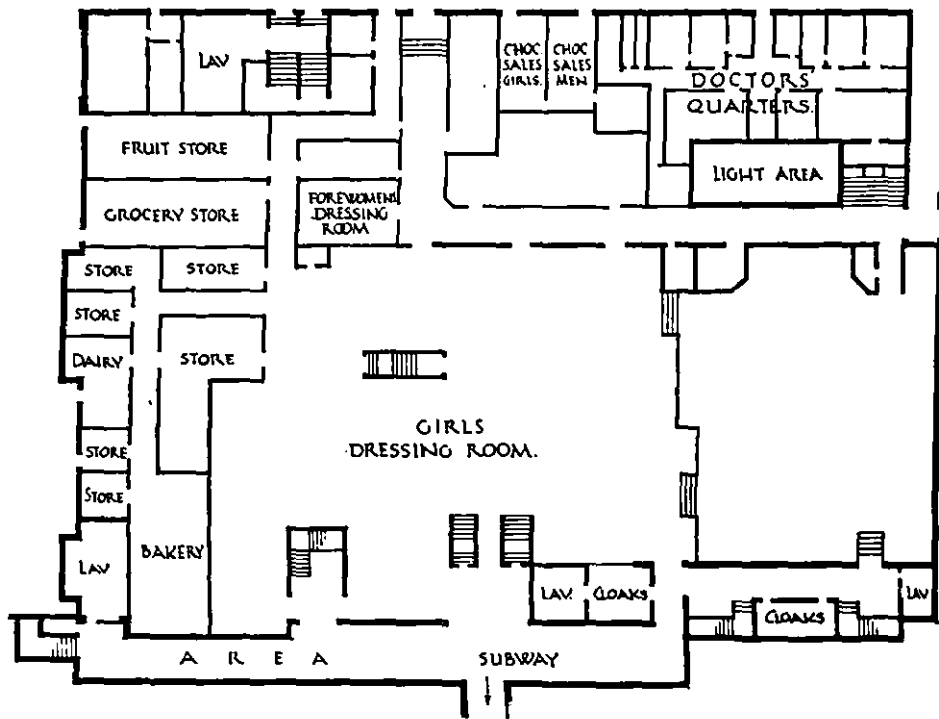 LAV
CHOC
SALES
GIRLS.
CHOC
SALES
MEN
DOCTORS'
QUARTERS.
FRUIT STORE
LIGHT AREA
GROCERY STORE
FOREWOMENS
DRESSING
ROOM
STORE
STORE
STORE
DAIRY
STORE
GIRLS
DRESSING ROOM.
STORE
STORE
BAKERY
LAV
LAV.
CLOAKS
LAV
CLOAKS
AREA
SUBWAY